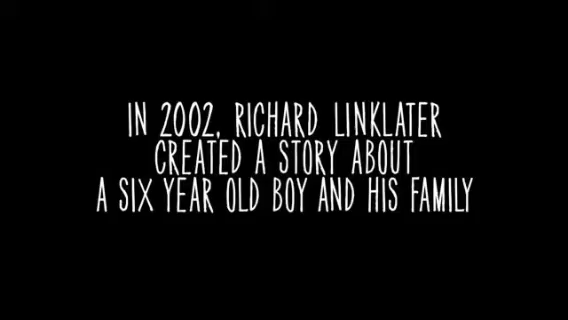 IN 2002, RICHARD LINKLATER
CREATED A STORY ABOUT
A SIX YEAR OLD BOY AND HIS FAMILY